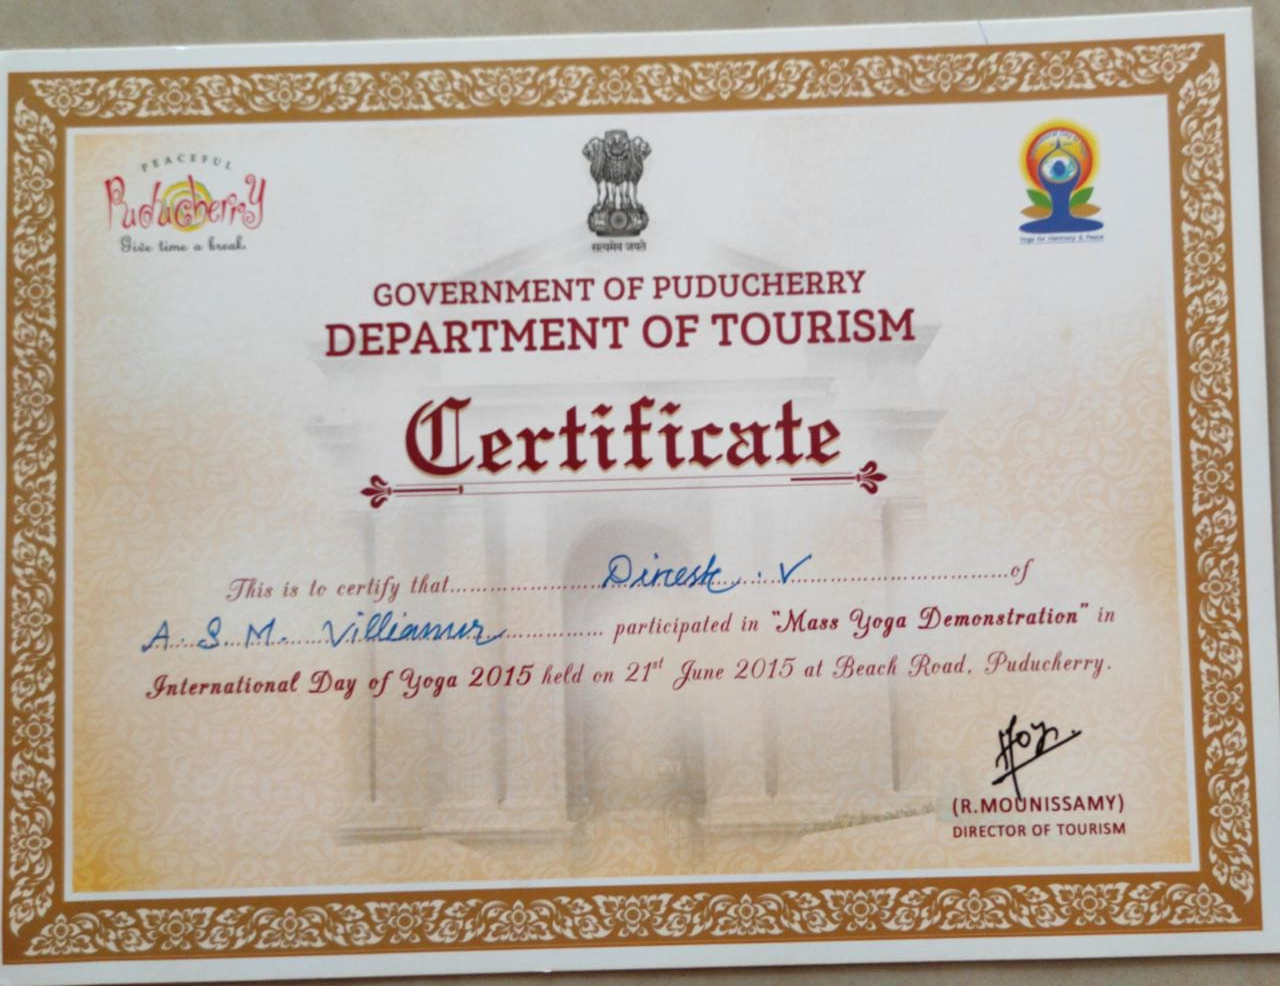 PEACEFUL
Puducherry
Give time a break.
सत्यमेव जयते
Yoga for Harmony & Peace
GOVERNMENT OF PUDUCHERRY
DEPARTMENT OF TOURISM
Certificate
This is to certify that..............Dinesh . V..............of
A. S. M. Villianur.............. participated in "Mass Yoga Demonstration" in
International Day of Yoga 2015 held on 21st June 2015 at Beach Road, Puducherry.
(R.MOUNISSAMY)
DIRECTOR OF TOURISM